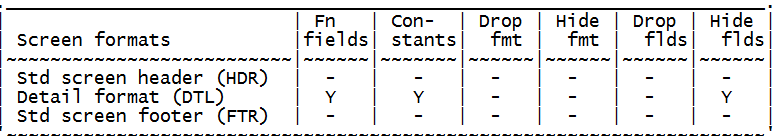 | Fn | Con- | Drop | Hide | Drop | Hide |
| Screen formats | fields | stants | fmt | fmt | flds | flds |
|~~~~~~~~~~~~~~~~~~~~~~~~~~|~~~~~~|~~~~~~~|~~~~~~|~~~~~~|~~~~~~|~~~~~~|
| Std screen header (HDR) | - | - | - | - | - | - |
| Detail format (DTL) | Y | Y | - | - | - | Y |
| Std screen footer (FTR) | - | - | - | - | - | - |